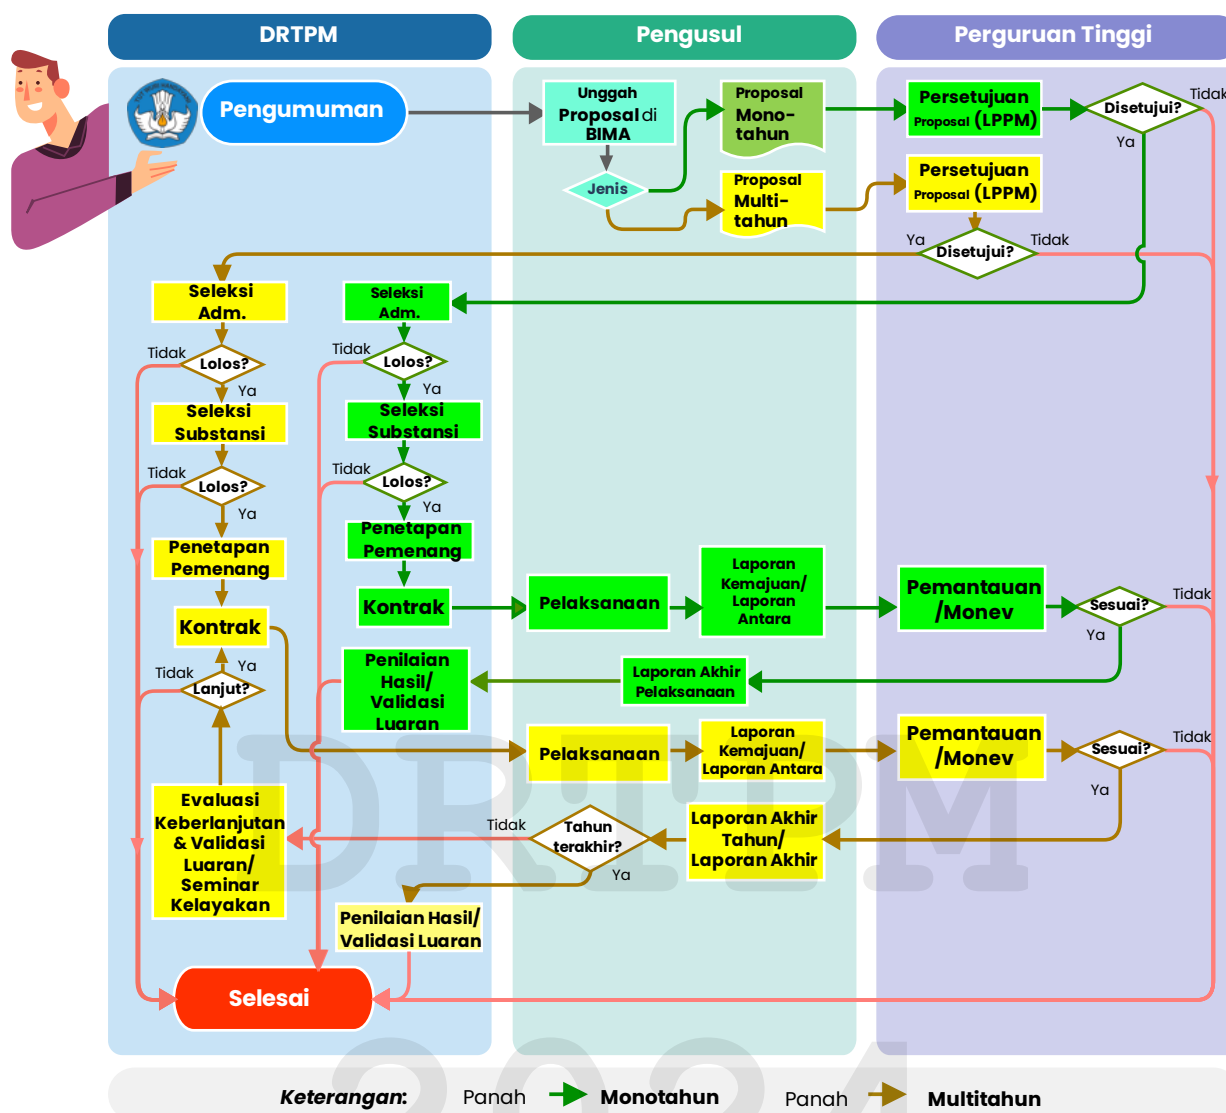 DRTPM
Pengusul
Perguruan Tinggi
Pengumuman
Unggah
Proposal di
BIMA
Jenis
Proposal
Mono-
tahun
Proposal
Multi-
tahun
Persetujuan
Proposal (LPPM)
Disetujui?
Tidak
Ya
Persetujuan
Proposal (LPPM)
Ya
Disetujui?
Tidak
Seleksi
Adm.
Seleksi
Adm.
Tidak
Lolos?
Ya
Tidak
Lolos?
Ya
Seleksi
Substansi
Seleksi
Substansi
Tidak
Lolos?
Ya
Tidak
Lolos?
Ya
Penetapan
Pemenang
Penetapan
Pemenang
Kontrak
Kontrak
Pelaksanaan
Laporan
Kemajuan/
Laporan
Antara
Pemantauan
/Monev
Sesuai?
Tidak
Ya
Tidak
Ya
Lanjut?
Penilaian
Hasil/
Validasi
Luaran
Laporan Akhir
Pelaksanaan
Pelaksanaan
Laporan
Kemajuan/
Laporan Antara
Pemantauan
/Monev
Sesuai?
Tidak
Ya
Evaluasi
Keberlanjutan
& Validasi
Luaran/
Seminar
Kelayakan
Tidak
Tahun
terakhir?
Ya
Laporan Akhir
Tahun/
Laporan Akhir
Penilaian Hasil/
Validasi Luaran
Selesai
DRTPM
2024
Keterangan:
Panah
Monotahun
Panah
Multitahun